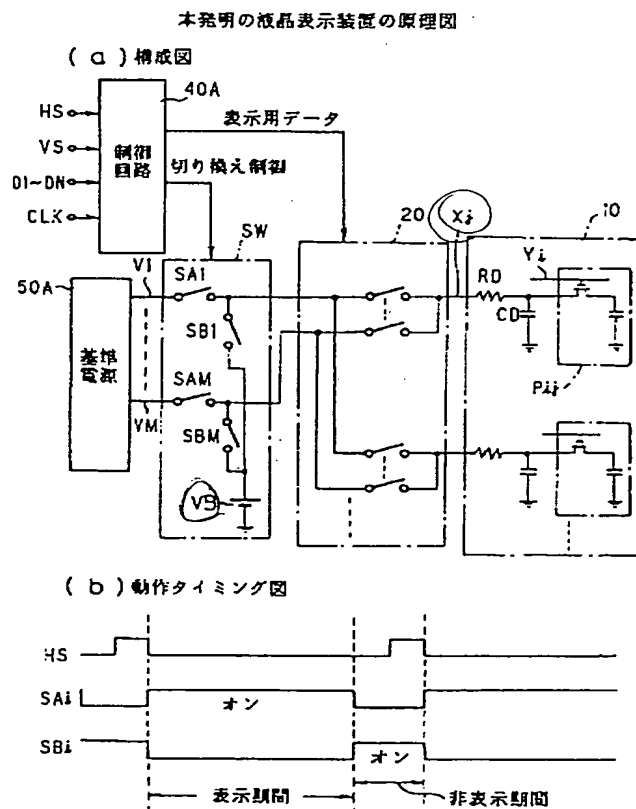 本発明の液晶表示装置の原理図
(a)構成図
40A
HS
VS
D1~DN
CLK
制御
回路
表示用データ
切り換え制御
SW
20
Xj
10
50A
V1
SA1
RD
Yi
CD
SB1
基準
電源
SAM
Pij
VM
SBM
VB
(b)動作タイミング図
HS
SAi
オン
SBi
オン
表示期間
非表示期間